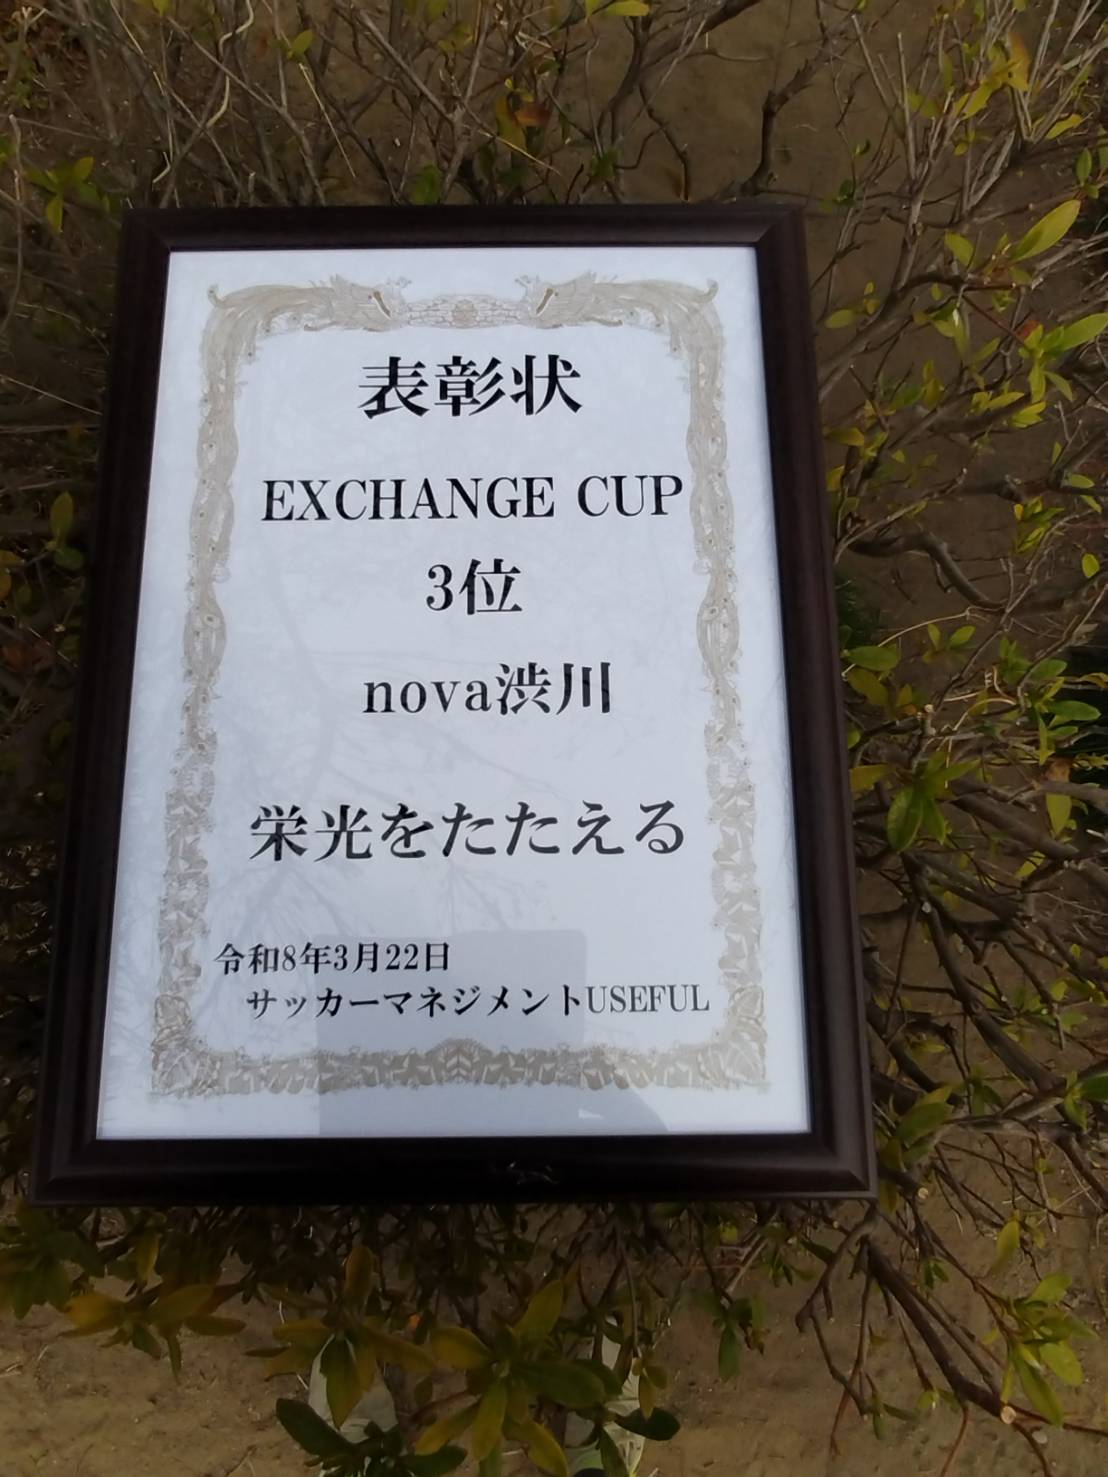 表彰状
EXCHANGE CUP
3位
nova渋川
栄光をたたえる
令和8年3月22日
サッカーマネジメントUSEFUL